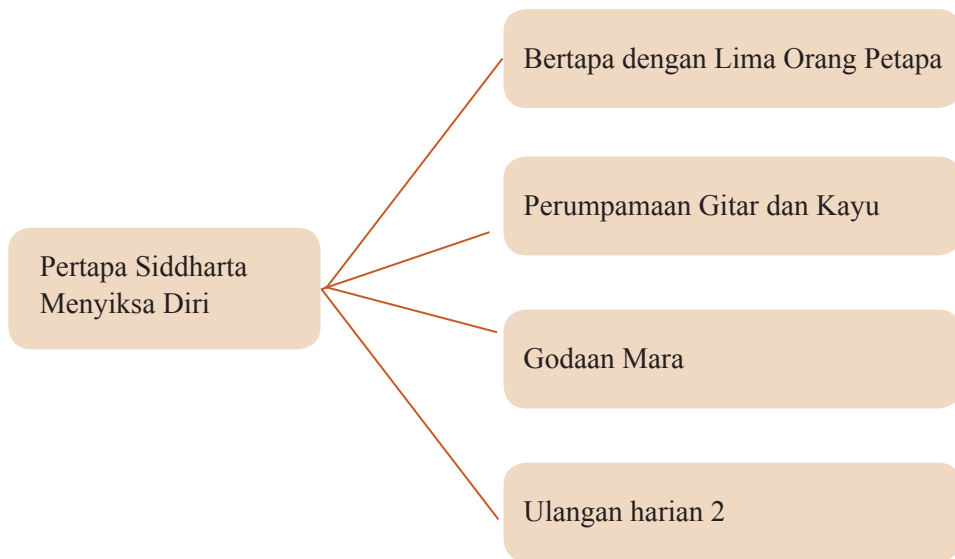 Bertapa dengan Lima Orang Petapa
Perumpamaan Gitar dan Kayu
Pertapa Siddharta
Menyiksa Diri
Godaan Mara
Ulangan harian 2